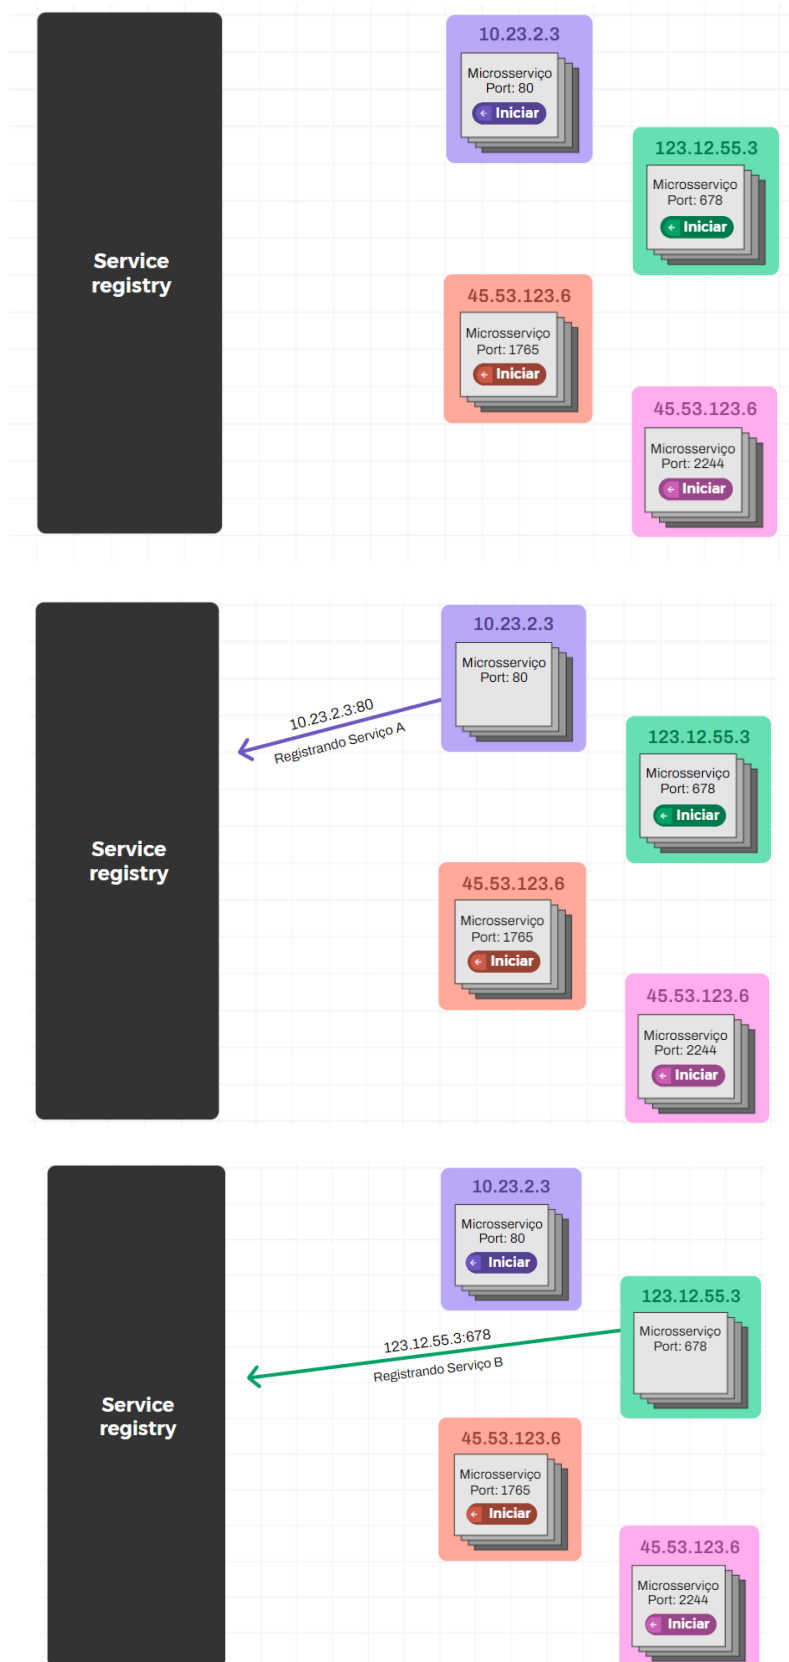 Service
registry
10.23.2.3
Microsserviço
Port: 80
Iniciar
123.12.55.3
Microsserviço
Port: 678
Iniciar
45.53.123.6
Microsserviço
Port: 1765
Iniciar
45.53.123.6
Microsserviço
Port: 2244
Iniciar
Service
registry
10.23.2.3:80
Registrando Serviço A
10.23.2.3
Microsserviço
Port: 80
123.12.55.3
Microsserviço
Port: 678
Iniciar
45.53.123.6
Microsserviço
Port: 1765
Iniciar
45.53.123.6
Microsserviço
Port: 2244
Iniciar
Service
registry
10.23.2.3
Microsserviço
Port: 80
Iniciar
123.12.55.3:678
Registrando Serviço B
123.12.55.3
Microsserviço
Port: 678
45.53.123.6
Microsserviço
Port: 1765
Iniciar
45.53.123.6
Microsserviço
Port: 2244
Iniciar